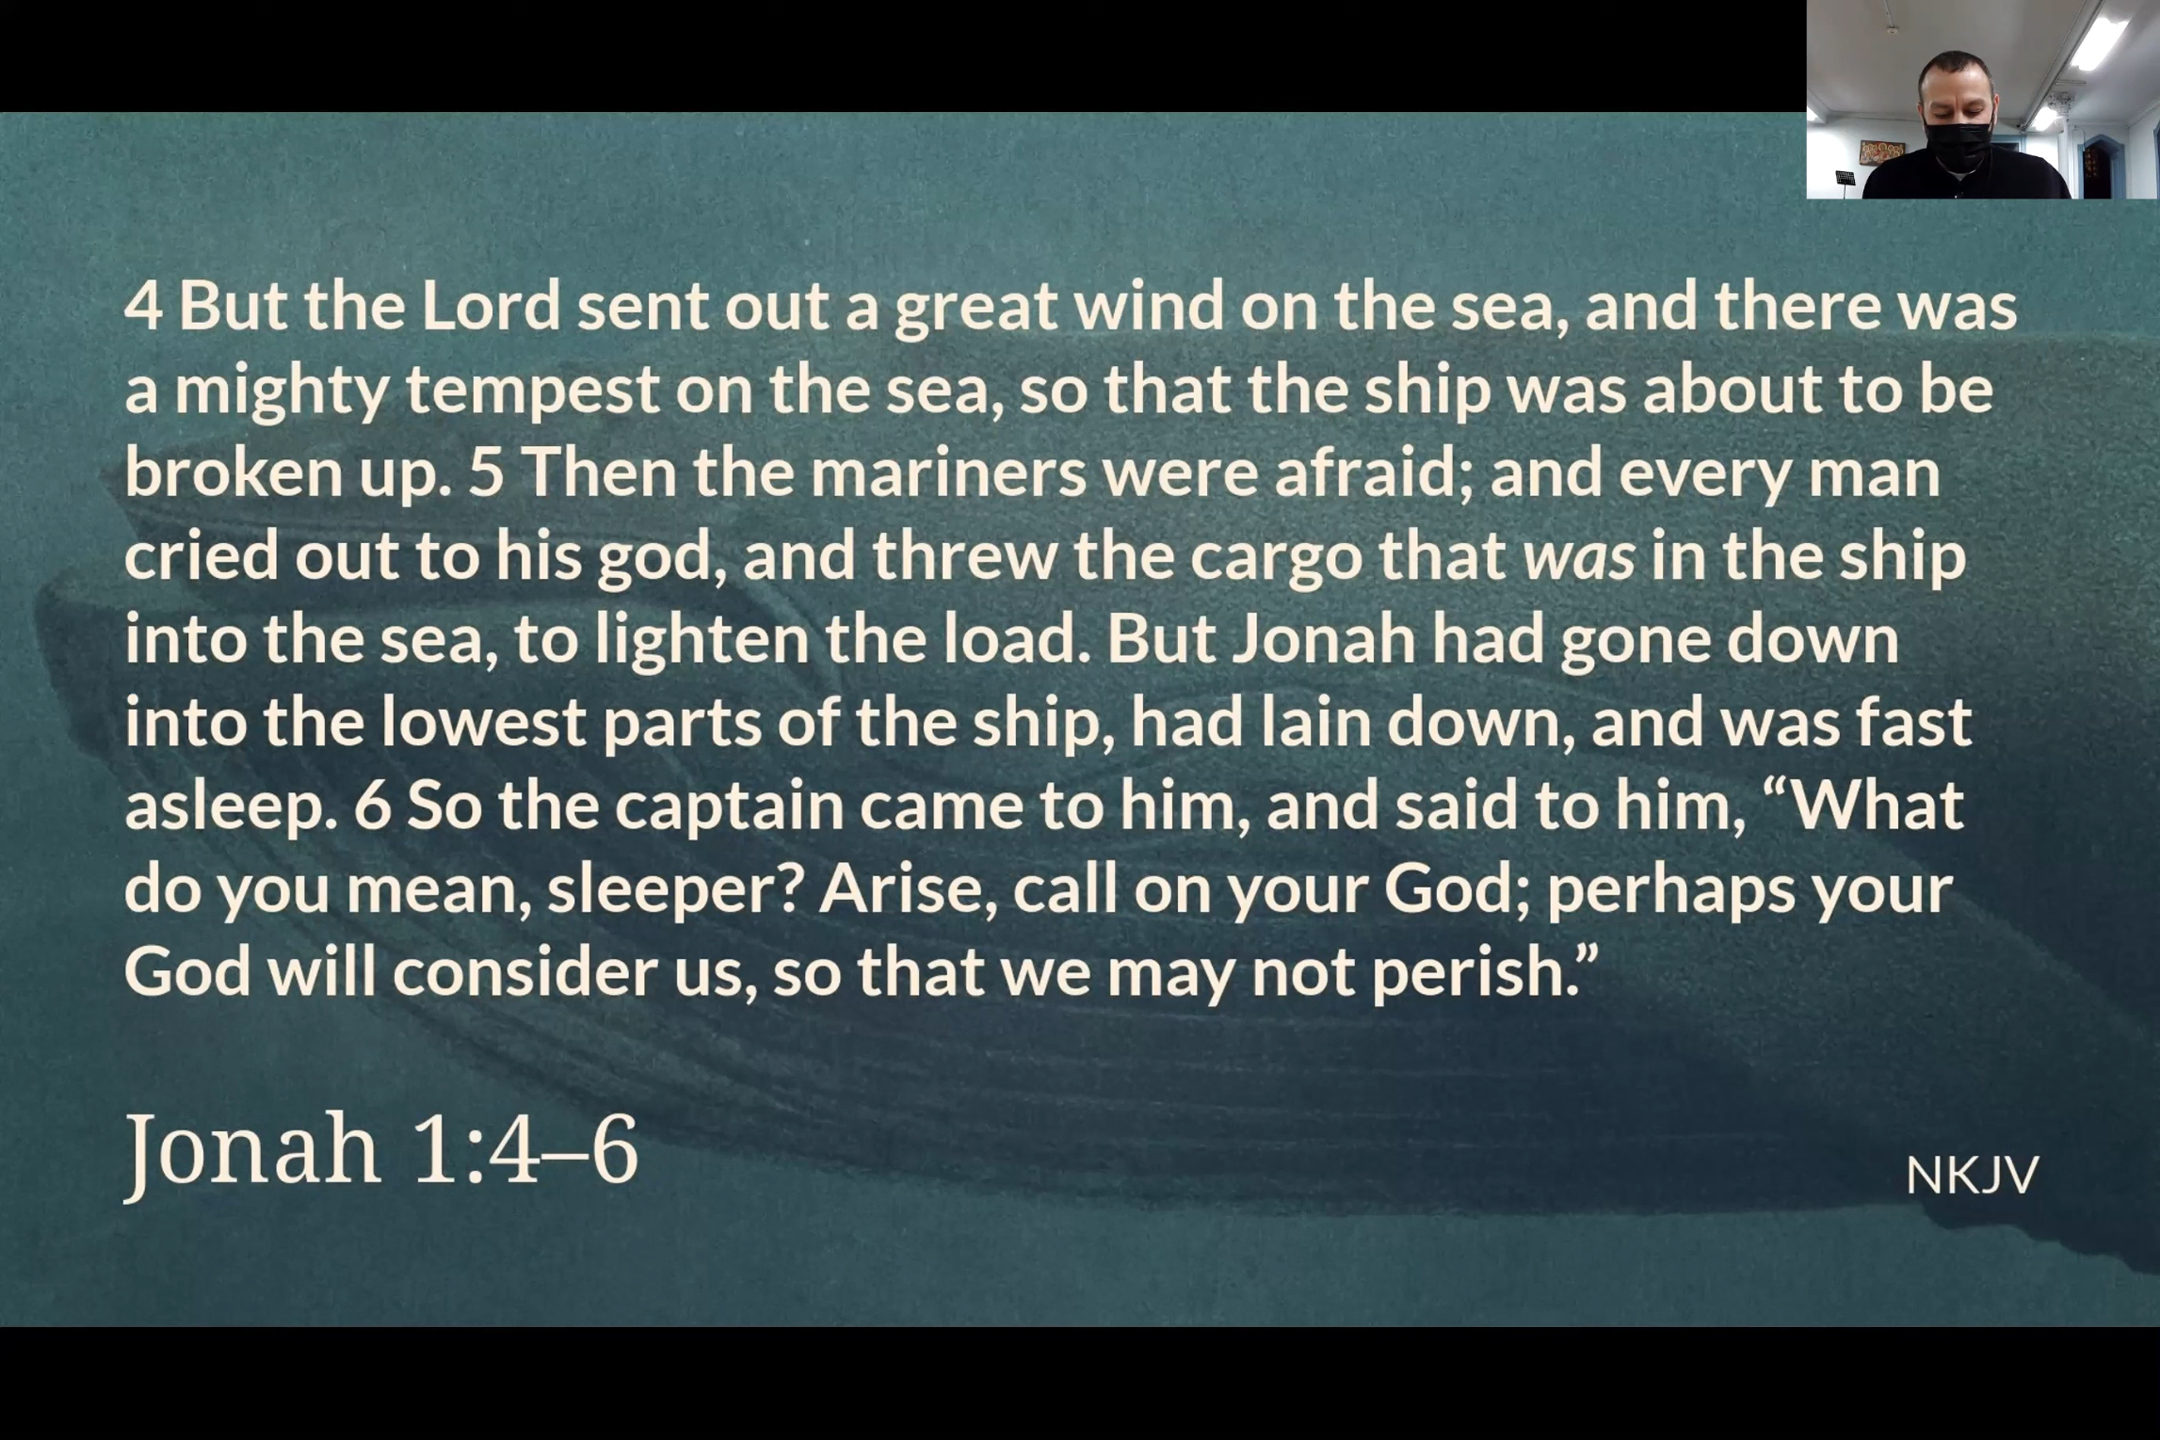 4 But the Lord sent out a great wind on the sea, and there was
a mighty tempest on the sea, so that the ship was about to be
broken up. 5 Then the mariners were afraid; and every man
cried out to his god, and threw the cargo that was in the ship
into the sea, to lighten the load. But Jonah had gone down
into the lowest parts of the ship, had lain down, and was fast
asleep. 6 So the captain came to him, and said to him, “What
do you mean, sleeper? Arise, call on your God; perhaps your
God will consider us, so that we may not perish.”
Jonah 1:4–6
NKJV